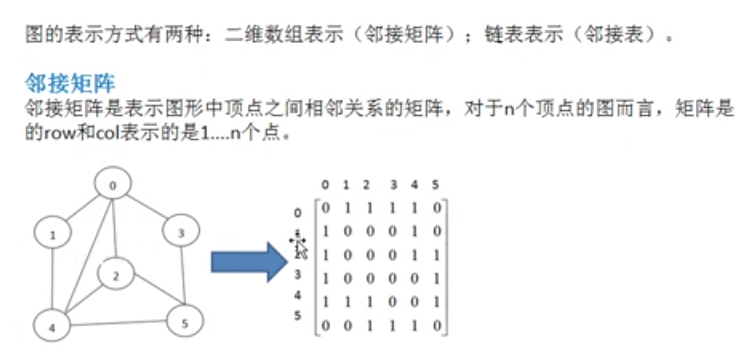 图的表示方式有两种：二维数组表示（邻接矩阵）；链表表示（邻接表）。
邻接矩阵
邻接矩阵是表示图形中顶点之间相邻关系的矩阵，对于n个顶点的图而言，矩阵是
的row和col表示的是1....n个点。
0
1
3
2
4
5
0 1 2 3 4 5
0 0 1 1 1 1 0
1 0 0 0 1 0
1 0 0 0 1 1
3 1 0 0 0 0 1
4 1 1 1 0 0 1
5 0 0 1 1 1 0